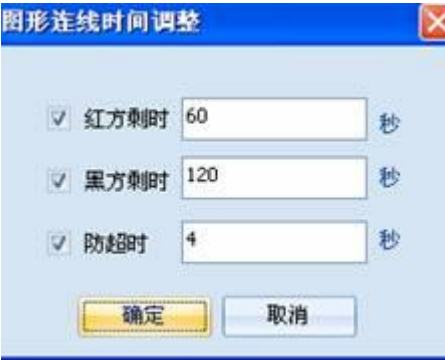 图形连线时间调整
红方剩时 60 秒
黑方剩时 120 秒
防超时 4 秒
确定 取消